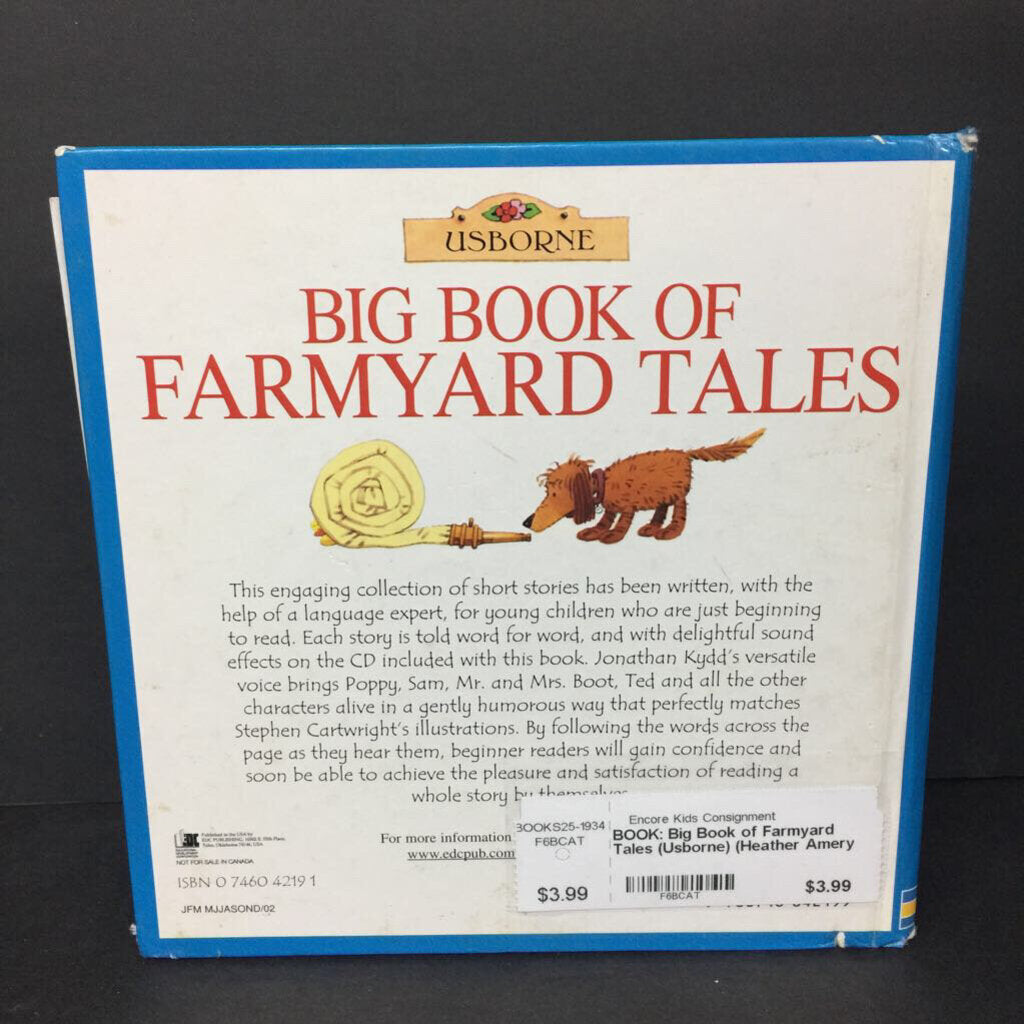 USBORNE
BIG BOOK OF
FARMYARD TALES
This engaging collection of short stories has been written, with the
help of a language expert, for young children who are just beginning
to read. Each story is told word for word, and with delightful sound
effects on the CD included with this book. Jonathan Kydd's versatile
voice brings Poppy, Sam, Mr. and Mrs. Boot, Ted and all the other
characters alive in a gently humorous way that perfectly matches
Stephen Cartwright's illustrations. By following the words across the
page as they hear them, beginner readers will gain confidence and
soon be able to achieve the pleasure and satisfaction of reading a
whole story by themselves
Published in the USA by
EDC PUBLISHING
NOT FOR SALE IN CANADA
ISBN 0 7460 4219 1
JFM MJJASOND/02
For more information
www.edcpub.com
BOOKS25-1934
F6BCAT
$3.99
Encore Kids Consignment
BOOK: Big Book of Farmyard
Tales (Usborne) (Heather Amery
F6BCAT
$3.99